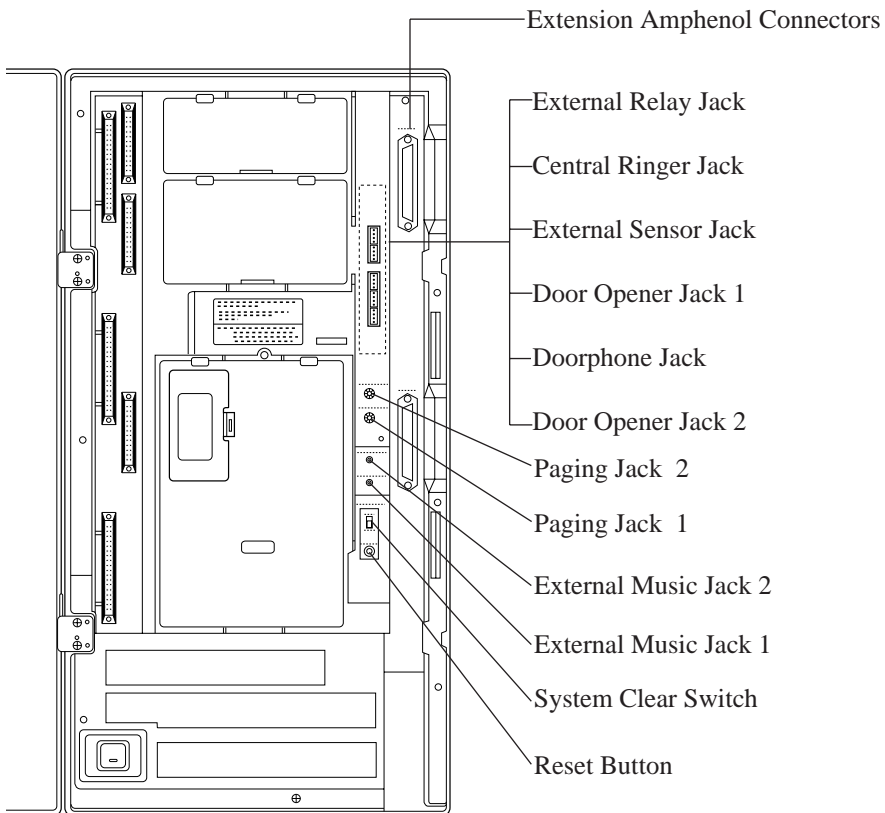 Extension Amphenol Connectors
External Relay Jack
Central Ringer Jack
External Sensor Jack
Door Opener Jack 1
Doorphone Jack
Door Opener Jack 2
Paging Jack 2
Paging Jack 1
External Music Jack 2
External Music Jack 1
System Clear Switch
Reset Button